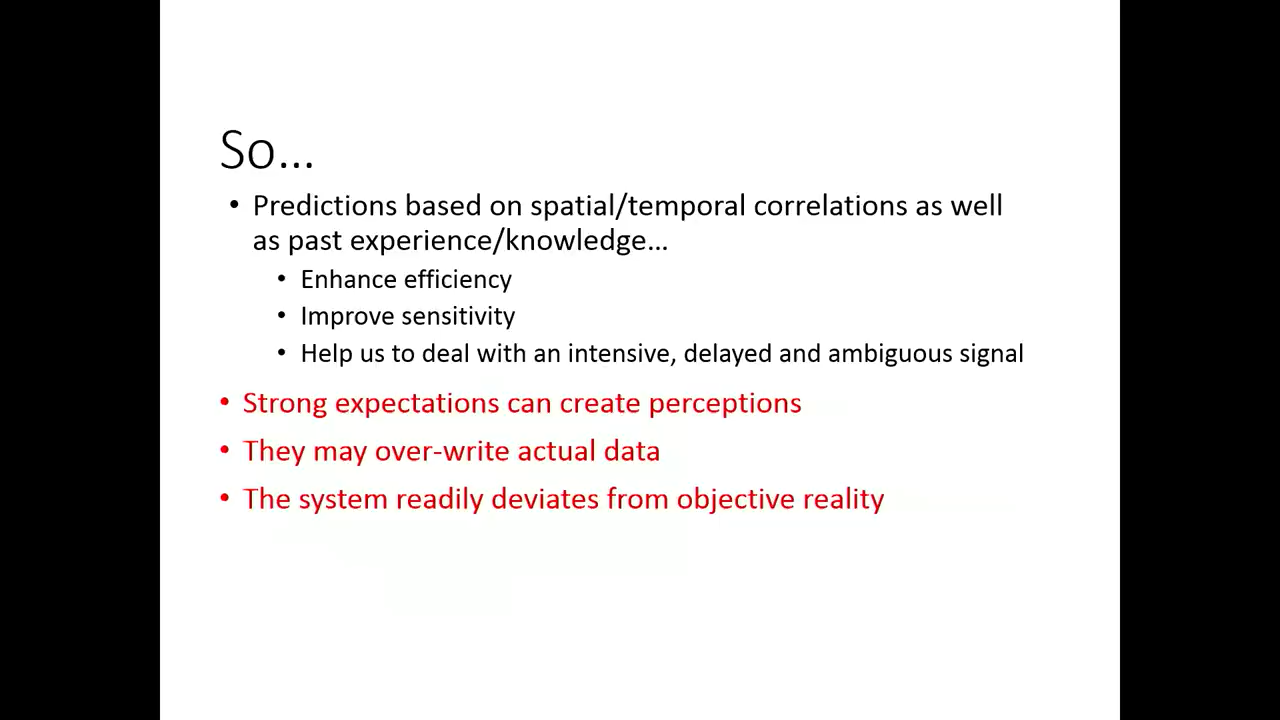 So...
• Predictions based on spatial/temporal correlations as well
as past experience/knowledge...
• Enhance efficiency
• Improve sensitivity
• Help us to deal with an intensive, delayed and ambiguous signal
• Strong expectations can create perceptions
• They may over-write actual data
• The system readily deviates from objective reality